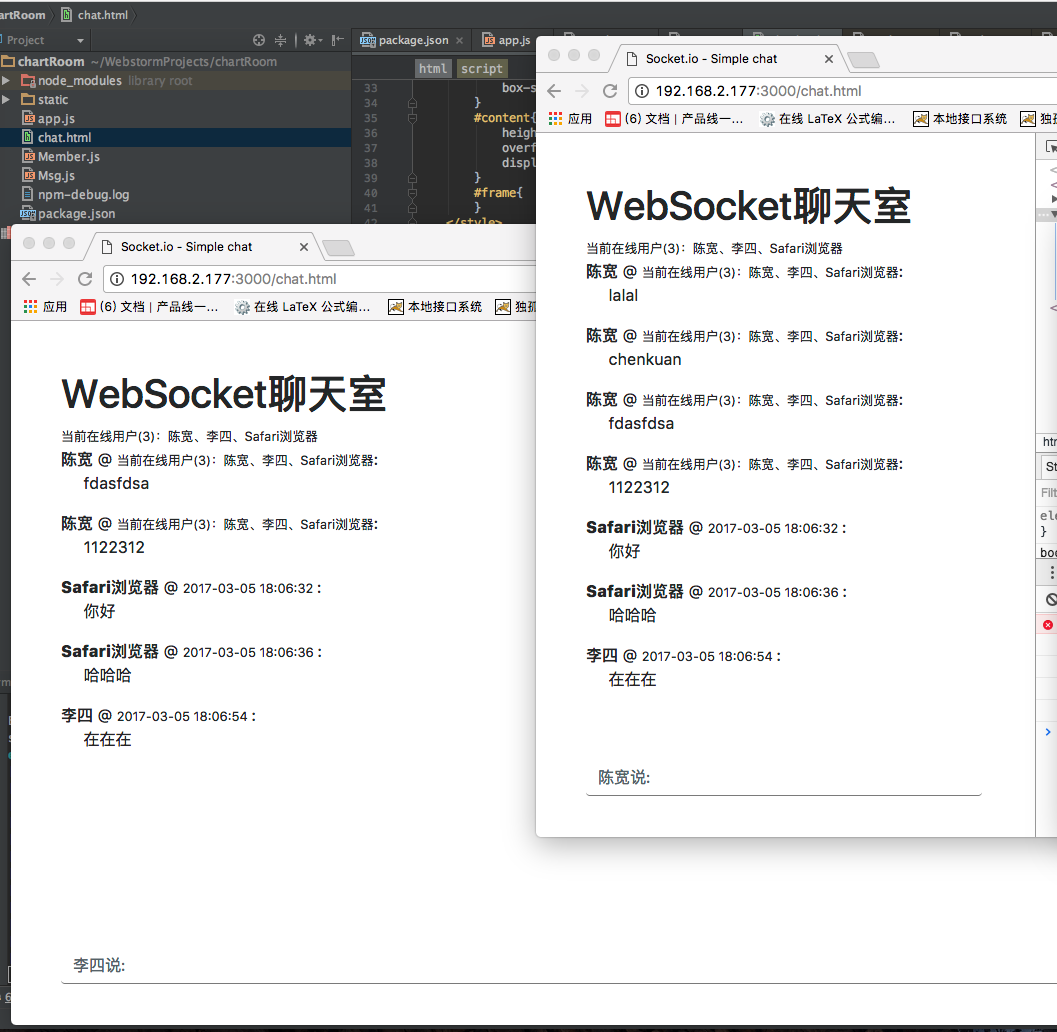 artRoom chat.html
Project
package.json
app.js
chartRoom ~/WebstormProjects/chartRoom
node_modules library root
static
app.js
chat.html
Member.js
Msg.js
npm-debug.log
package.json
html script
33 box-s
34 }
35 #content{
36 heigh
37 overf
38 displ
39 }
40 #frame{
41 }
42 </style>
Socket.io - Simple chat
192.168.2.177:3000/chat.html
应用 (6) 文档 | 产品线一... 在线 LaTeX 公式编... 本地接口系统 独孤
WebSocket聊天室
当前在线用户(3)：陈宽、李四、Safari浏览器
陈宽 @ 当前在线用户(3)：陈宽、李四、Safari浏览器:
lalal
陈宽 @ 当前在线用户(3)：陈宽、李四、Safari浏览器:
chenkuan
陈宽 @ 当前在线用户(3)：陈宽、李四、Safari浏览器:
fdasfdsa
陈宽 @ 当前在线用户(3)：陈宽、李四、Safari浏览器:
1122312
Safari浏览器 @ 2017-03-05 18:06:32 :
你好
Safari浏览器 @ 2017-03-05 18:06:36 :
哈哈哈
李四 @ 2017-03-05 18:06:54 :
在在在
陈宽说:
htr
St
Filt
ele
}
boo
Socket.io - Simple chat
192.168.2.177:3000/chat.html
应用 (6) 文档 | 产品线一... 在线 LaTeX 公式编... 本地接口系统 独孤
WebSocket聊天室
当前在线用户(3)：陈宽、李四、Safari浏览器
陈宽 @ 当前在线用户(3)：陈宽、李四、Safari浏览器:
fdasfdsa
陈宽 @ 当前在线用户(3)：陈宽、李四、Safari浏览器:
1122312
Safari浏览器 @ 2017-03-05 18:06:32 :
你好
Safari浏览器 @ 2017-03-05 18:06:36 :
哈哈哈
李四 @ 2017-03-05 18:06:54 :
在在在
李四说: